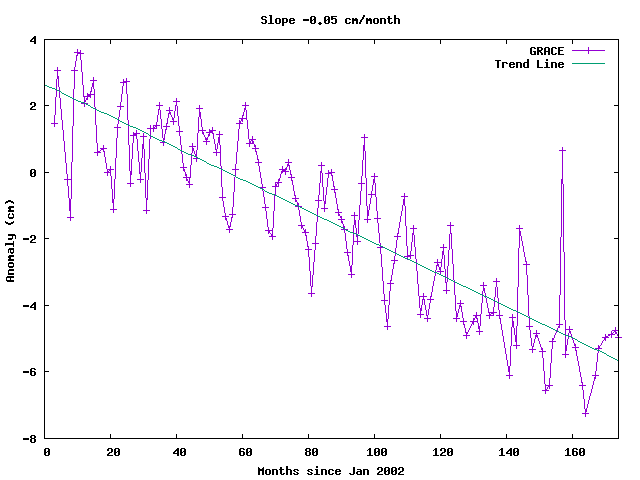 Slope -0.05 cm/month
4
2
0
-2
-4
-6
-8
Anomaly (cm)
GRACE
Trend Line
0 20 40 60 80 100 120 140 160
Months since Jan 2002